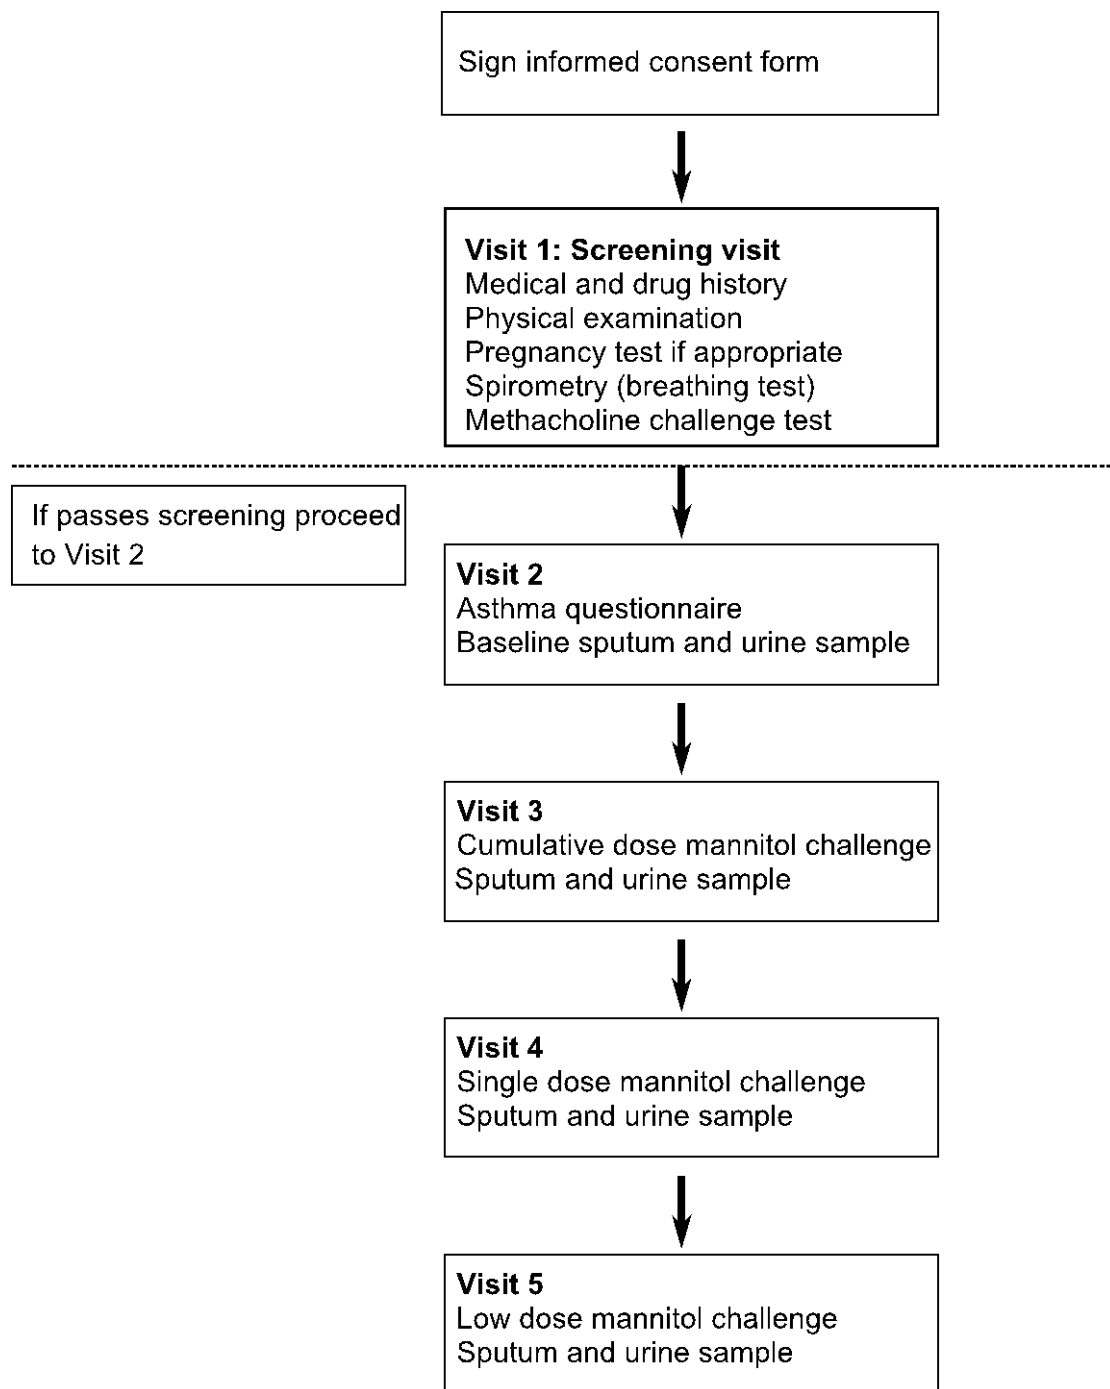 Sign informed consent form
Visit 1: Screening visit
Medical and drug history
Physical examination
Pregnancy test if appropriate
Spirometry (breathing test)
Methacholine challenge test
If passes screening proceed
to Visit 2
Visit 2
Asthma questionnaire
Baseline sputum and urine sample
Visit 3
Cumulative dose mannitol challenge
Sputum and urine sample
Visit 4
Single dose mannitol challenge
Sputum and urine sample
Visit 5
Low dose mannitol challenge
Sputum and urine sample